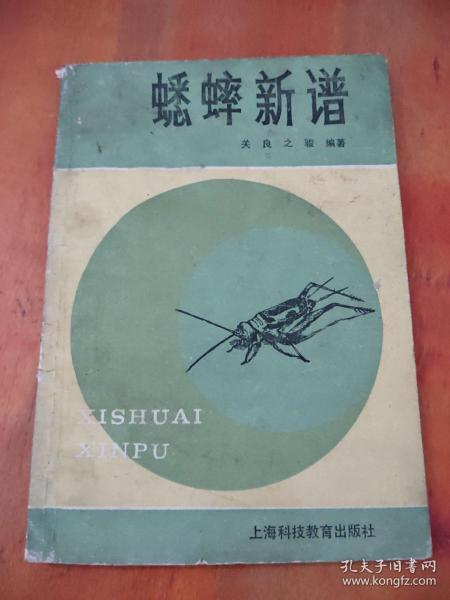 蟋蟀新谱
关良之骏 编著
XISHUAI
XINPU
上海科技教育出版社
孔夫子旧书网
www.kongfz.com